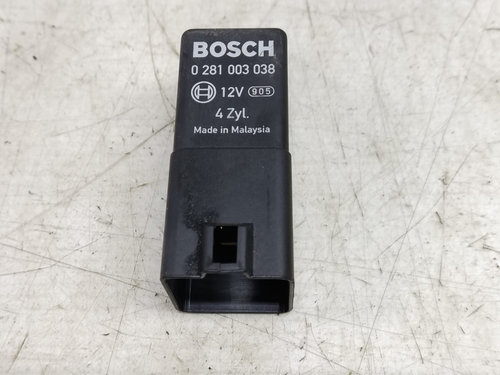 BOSCH
0 281 003 038
12V 905
4 Zyl.
Made in Malaysia